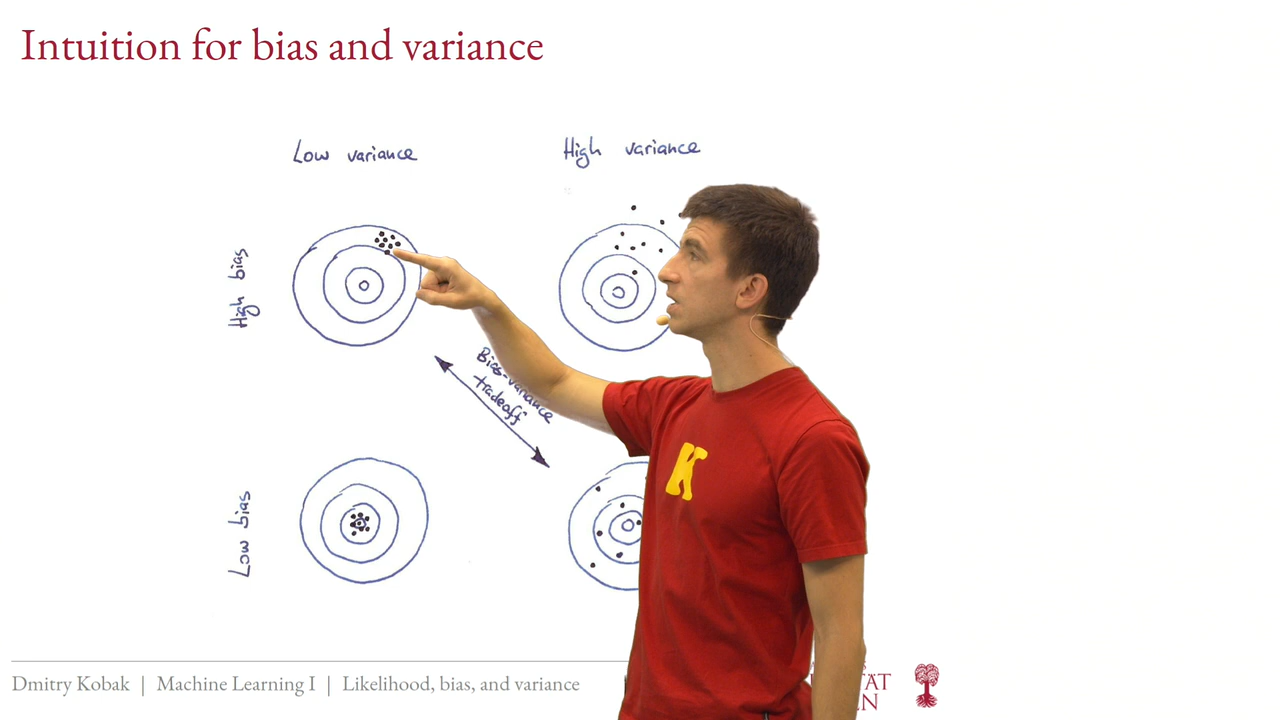 Intuition for bias and variance
Low variance
High variance
High bias
Bias-variance
tradeoff
Low bias
K
Dmitry Kobak | Machine Learning I | Likelihood, bias, and variance